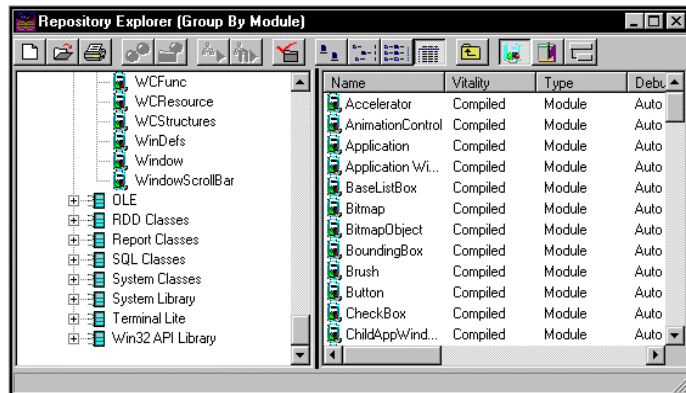 Repository Explorer (Group By Module)
WCFunc
WCResource
WCStructures
WinDefs
Window
WindowScrollBar
OLE
RDD Classes
Report Classes
SQL Classes
System Classes
System Library
Terminal Lite
Win32 API Library
Name Vitality Type Debu
Accelerator Compiled Module Auto
AnimationControl Compiled Module Auto
Application Compiled Module Auto
Application Wi... Compiled Module Auto
BaseListBox Compiled Module Auto
Bitmap Compiled Module Auto
BitmapObject Compiled Module Auto
BoundingBox Compiled Module Auto
Brush Compiled Module Auto
Button Compiled Module Auto
CheckBox Compiled Module Auto
ChildAppWind... Compiled Module Auto